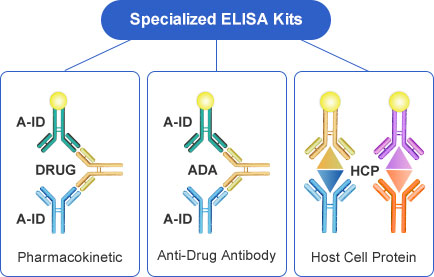 Specialized ELISA Kits
A-ID
DRUG
A-ID
Pharmacokinetic
A-ID
ADA
A-ID
Anti-Drug Antibody
HCP
Host Cell Protein